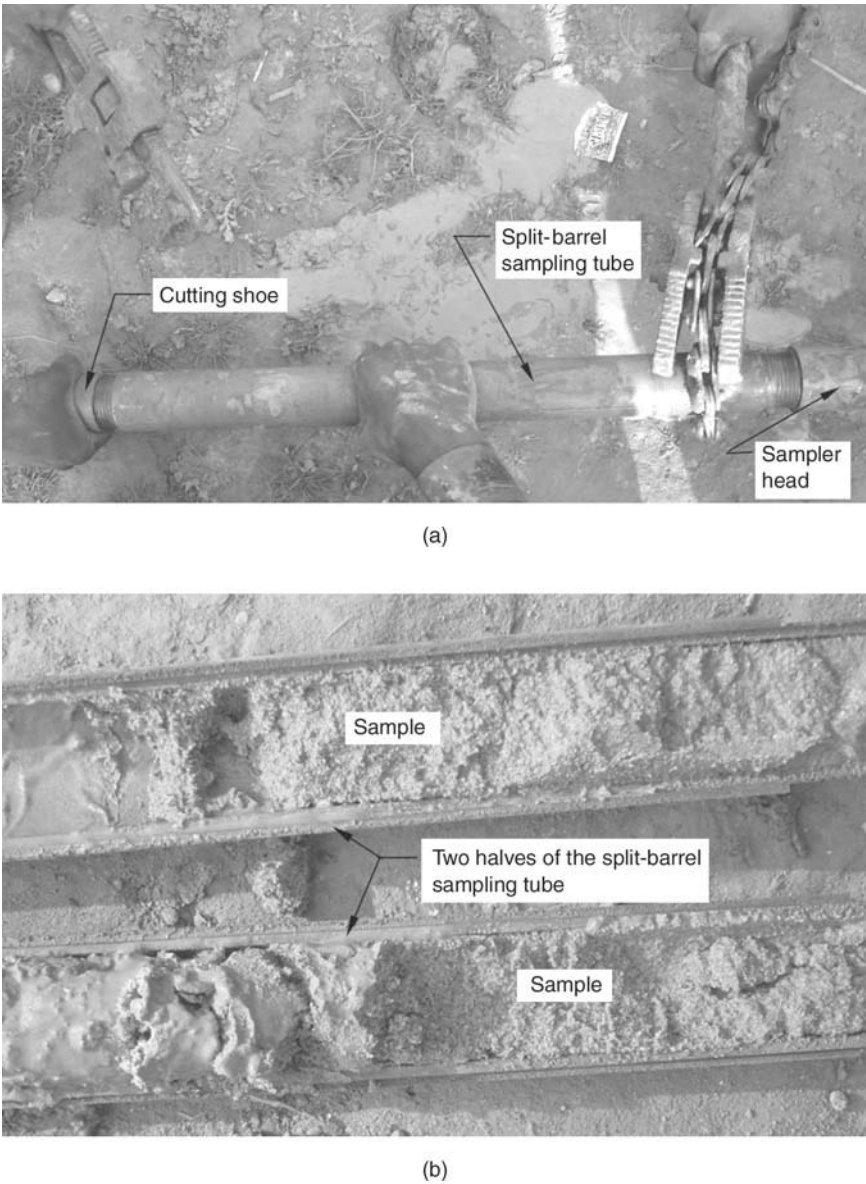 Split-barrel
sampling tube
Cutting shoe
Sampler
head
(a)
Sample
Two halves of the split-barrel
sampling tube
Sample
(b)